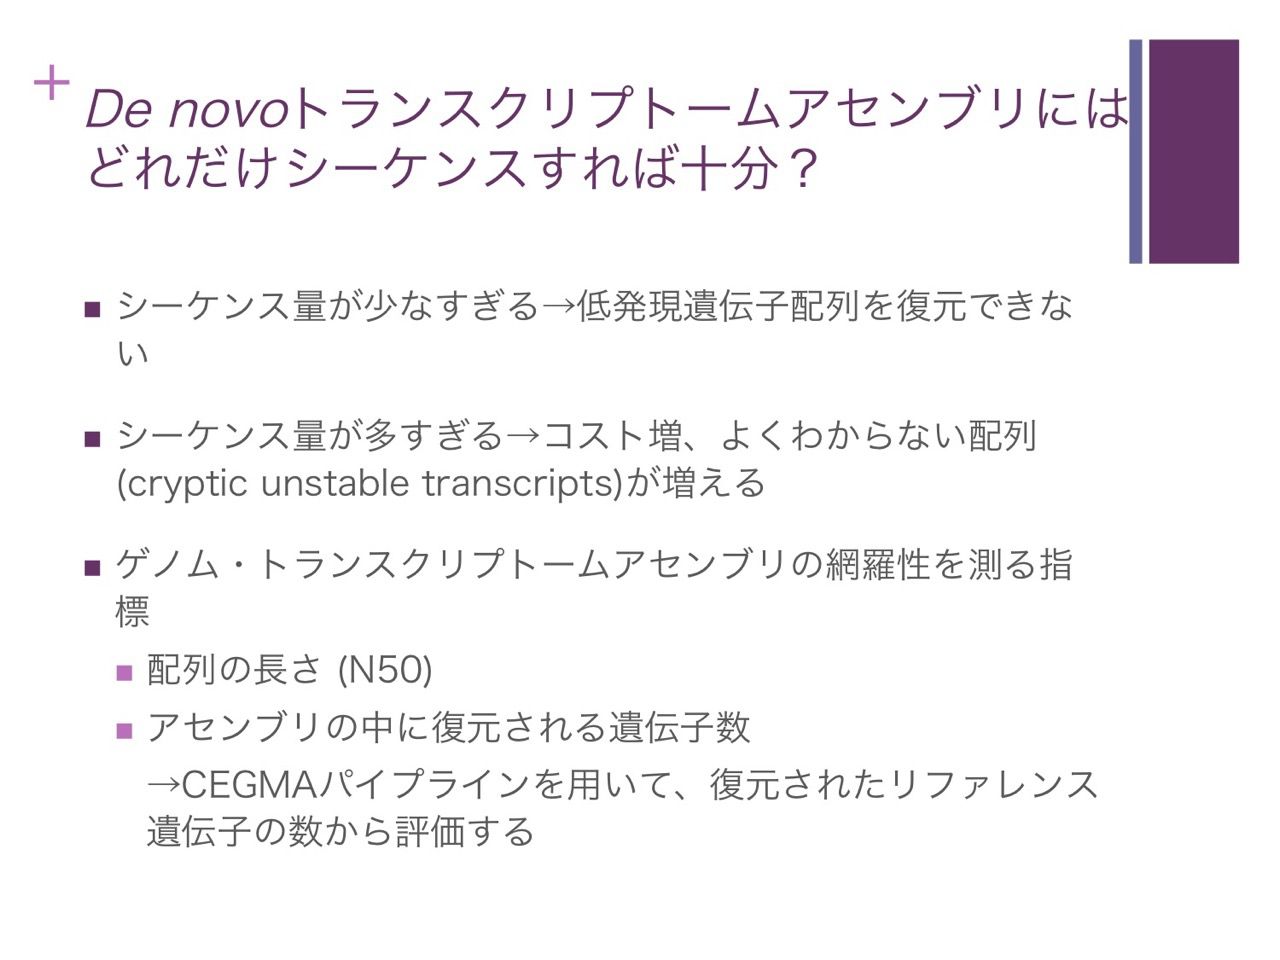 De novoトランスクリプトームアセンブリには
どれだけシーケンスすれば十分？
■ シーケンス量が少なすぎる→低発現遺伝子配列を復元できな
い
■ シーケンス量が多すぎる→コスト増、よくわからない配列
(cryptic unstable transcripts)が増える
■ ゲノム・トランスクリプトームアセンブリの網羅性を測る指
標
■ 配列の長さ (N50)
■ アセンブリの中に復元される遺伝子数
→CEGMAパイプラインを用いて、復元されたリファレンス
遺伝子の数から評価する